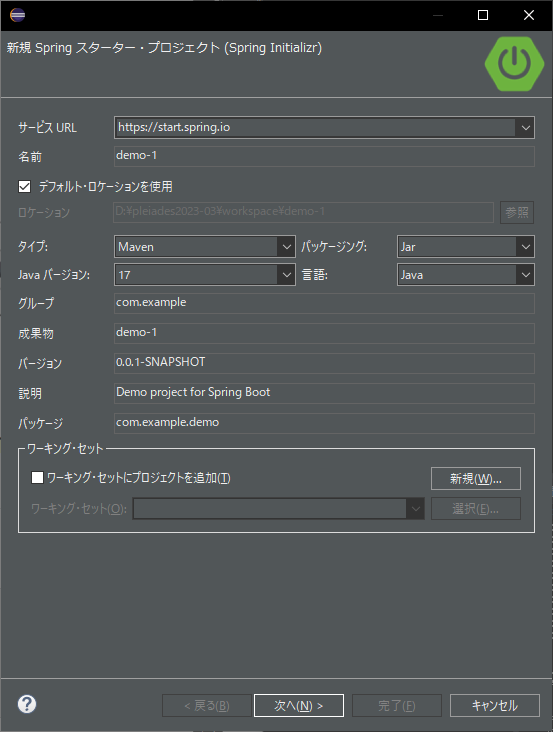 新規 Spring スターター・プロジェクト (Spring Initializr)
サービス URL https://start.spring.io
名前 demo-1
デフォルト・ロケーションを使用
ロケーション D:¥pleiades2023-03¥workspace¥demo-1 参照
タイプ: Maven パッケージング: Jar
Java バージョン: 17 言語: Java
グループ com.example
成果物 demo-1
バージョン 0.0.1-SNAPSHOT
説明 Demo project for Spring Boot
パッケージ com.example.demo
ワーキング・セット
ワーキング・セットにプロジェクトを追加(T) 新規(W)...
ワーキング・セット(O): 選択(E)...
? < 戻る(B) 次へ(N) > 完了(F) キャンセル